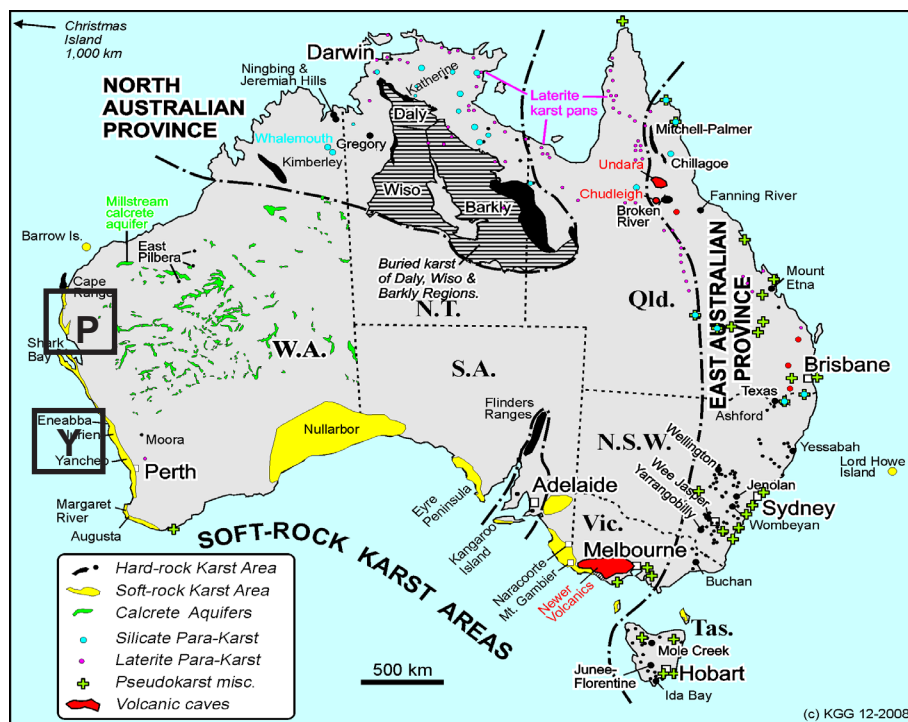 Christmas
Island
1,000 km
NORTH
AUSTRALIAN
PROVINCE
Ningbing &
Jeremiah Hills
Darwin
Katherine
Daly
Laterite
karst pans
Whalemouth
Kimberley
Gregory
Wiso
Barkly
Mitchell-Palmer
Chillagoe
Undara
Chudleigh
Broken
River
Fanning River
Millstream
calcrete
aquifer
Barrow Is.
East
Pilbera
Cape
Range
P
Buried karst
of Daly, Wiso &
Barkly Regions.
N.T.
Qld.
EAST AUSTRALIAN
PROVINCE
Mount
Etna
Shark
Bay
W.A.
S.A.
Brisbane
Texas
Ashford
Eneabba
Jurien
Y
Yanchep
Moora
Perth
Nullarbor
Flinders
Ranges
N.S.W.
Wellington
Wee Jasper
Yarrangobilly
Yessabah
Lord Howe
Island
Jenolan
Sydney
Wombeyan
Margaret
River
Augusta
Eyre
Peninsula
Adelaide
Kangaroo
Island
Vic.
Melbourne
Naracoorte
Mt. Gambier
Newer
Volcanics
Buchan
SOFT-ROCK KARST AREAS
Tas.
Mole Creek
Junee-
Florentine
Hobart
Ida Bay
Hard-rock Karst Area
Soft-rock Karst Area
Calcrete Aquifers
Silicate Para-Karst
Laterite Para-Karst
Pseudokarst misc.
Volcanic caves
500 km
(c) KGG 12-2008